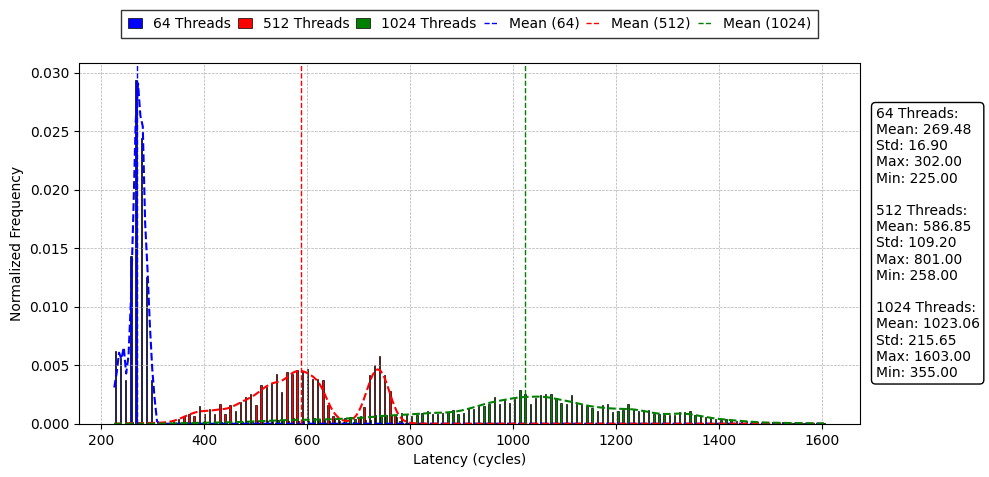 64 Threads 512 Threads 1024 Threads Mean (64) Mean (512) Mean (1024)
0.030
0.025
0.020
0.015
0.010
0.005
0.000
Normalized Frequency
200 400 600 800 1000 1200 1400 1600
Latency (cycles)
64 Threads:
Mean: 269.48
Std: 16.90
Max: 302.00
Min: 225.00
512 Threads:
Mean: 586.85
Std: 109.20
Max: 801.00
Min: 258.00
1024 Threads:
Mean: 1023.06
Std: 215.65
Max: 1603.00
Min: 355.00